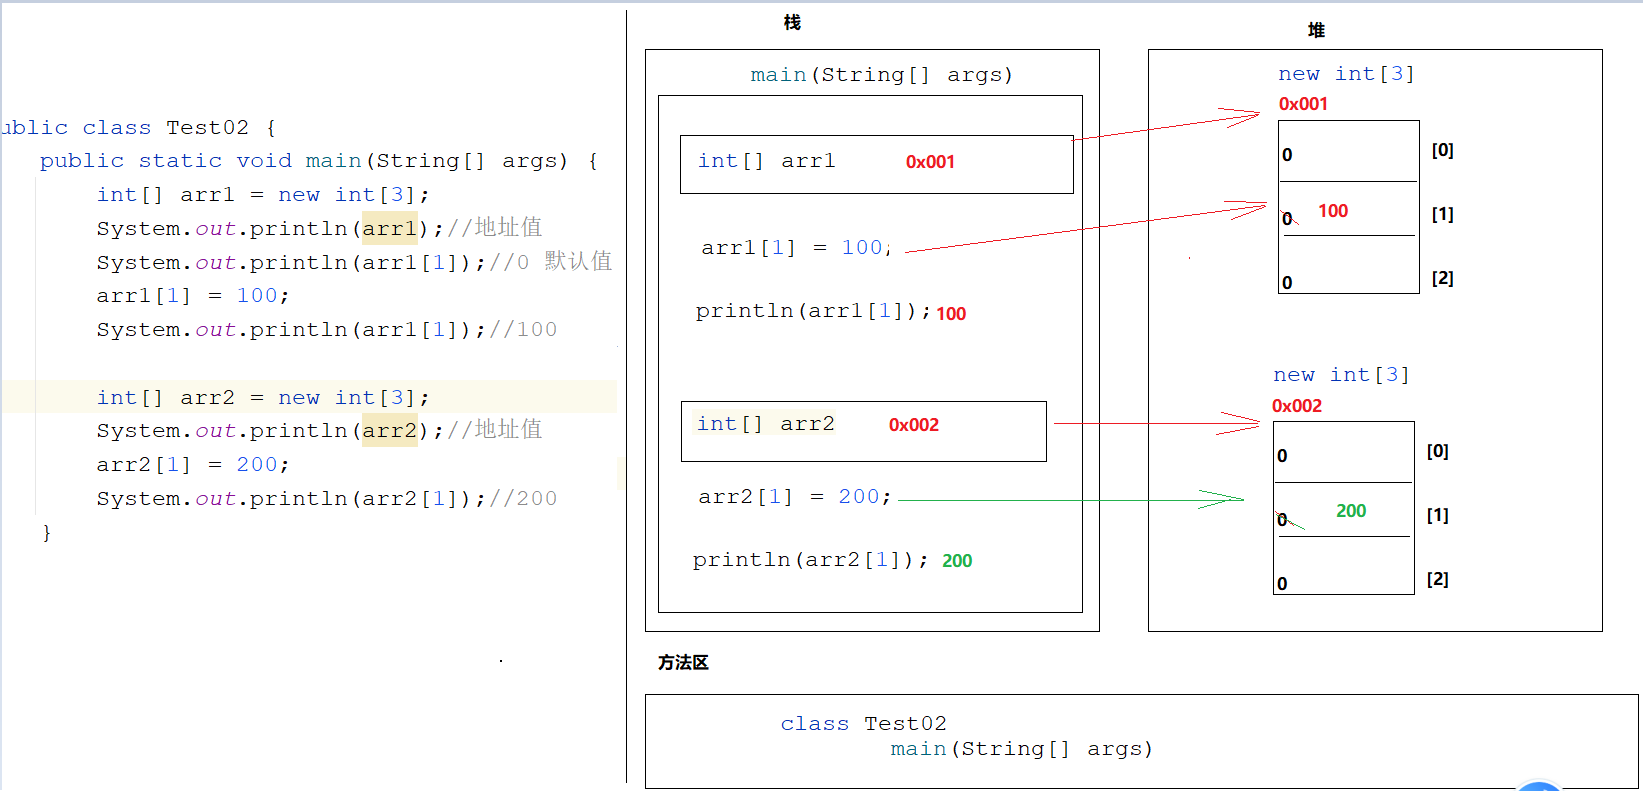 ublic class Test02 {
public static void main(String[] args) {
int[] arr1 = new int[3];
System.out.println(arr1);//地址值
System.out.println(arr1[1]);//0 默认值
arr1[1] = 100;
System.out.println(arr1[1]);//100
int[] arr2 = new int[3];
System.out.println(arr2);//地址值
arr2[1] = 200;
System.out.println(arr2[1]);//200
}
栈
main(String[] args)
int[] arr1 0x001
arr1[1] = 100;
println(arr1[1]); 100
int[] arr2 0x002
arr2[1] = 200;
println(arr2[1]); 200
堆
new int[3]
0x001
0 [0]
0 100 [1]
0 [2]
new int[3]
0x002
0 [0]
0 200 [1]
0 [2]
方法区
class Test02
main(String[] args)